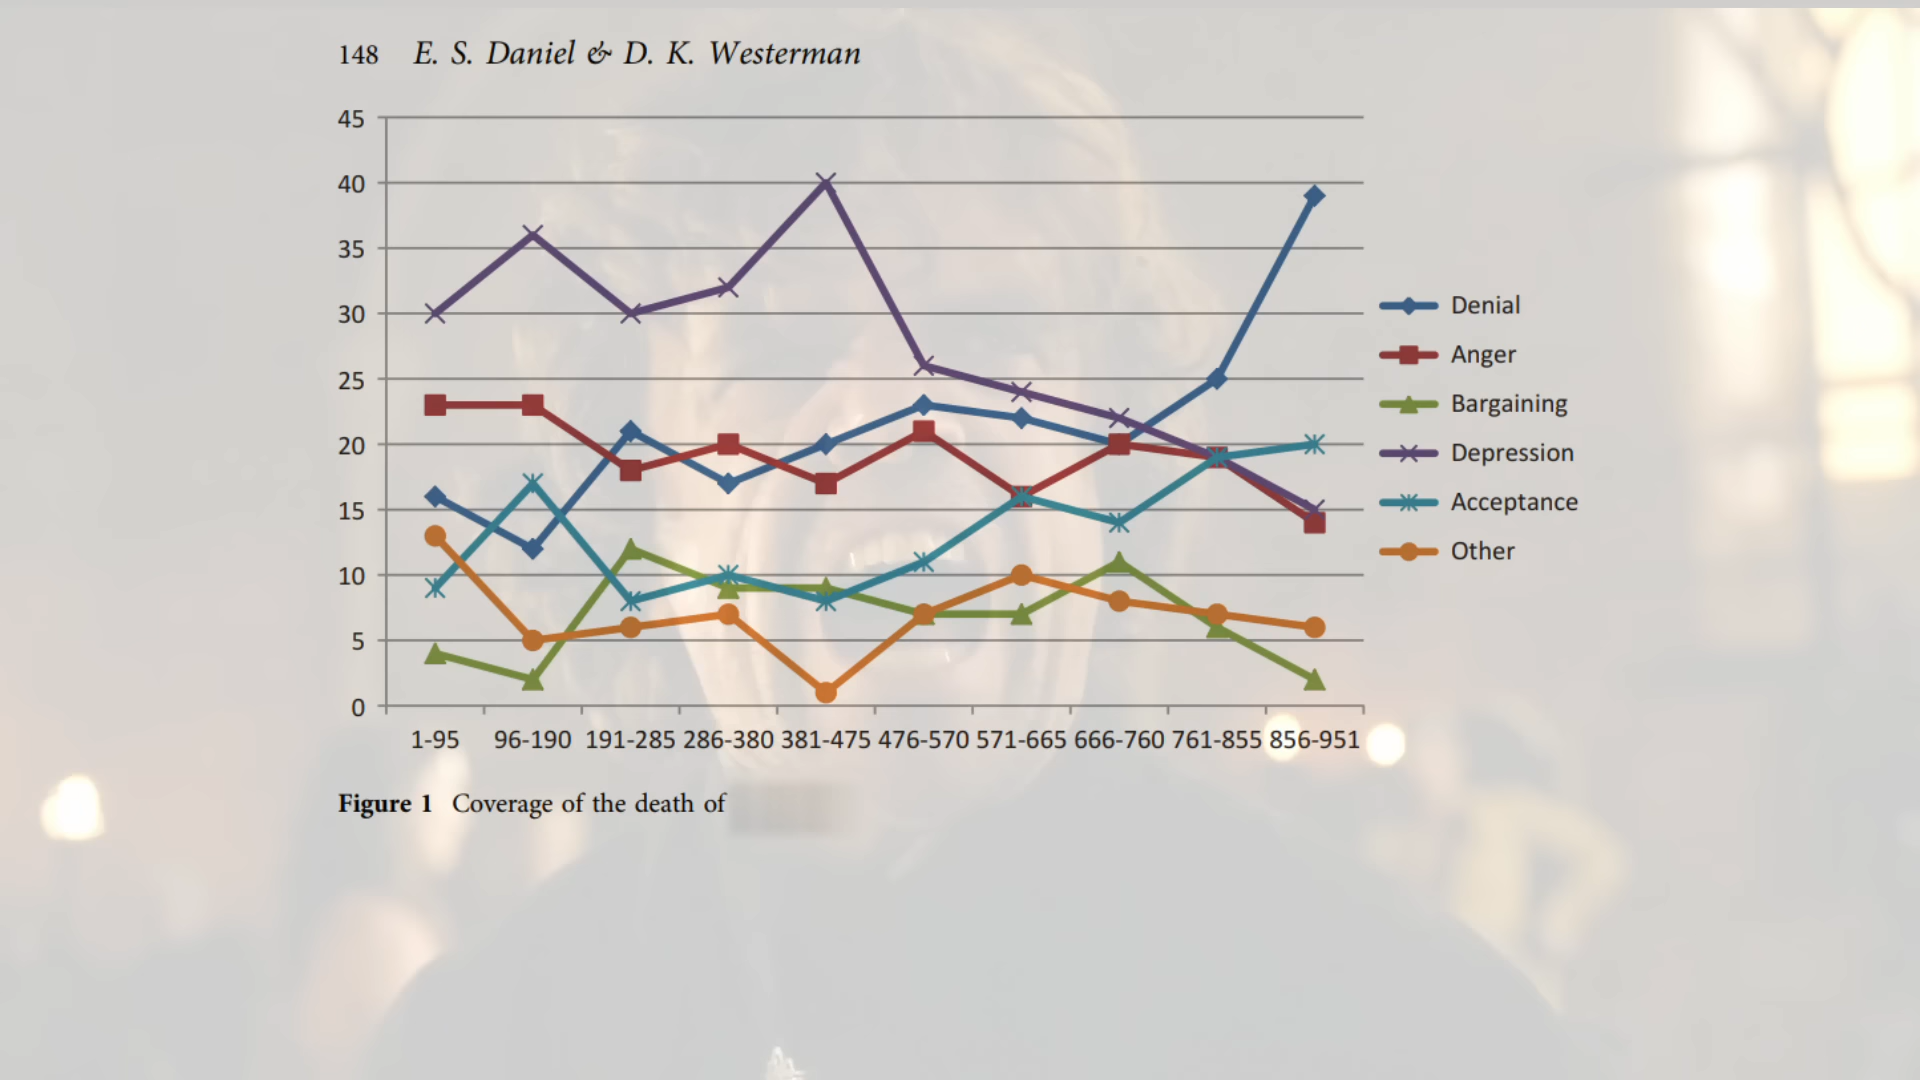 148 E. S. Daniel & D. K. Westerman
45
40
35
30
25
20
15
10
5
0
1-95 96-190 191-285 286-380 381-475 476-570 571-665 666-760 761-855 856-951
Denial
Anger
Bargaining
Depression
Acceptance
Other
Figure 1 Coverage of the death of